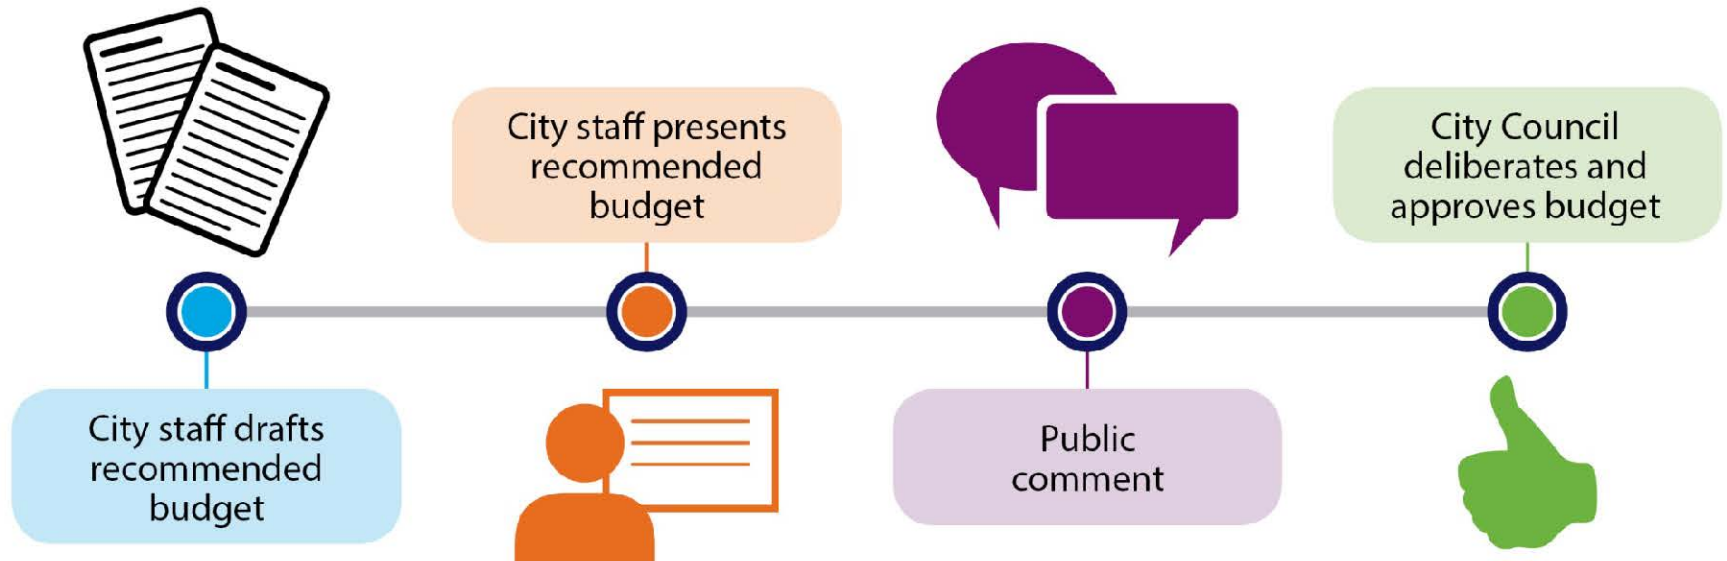 City staff drafts
recommended
budget
City staff presents
recommended
budget
Public
comment
City Council
deliberates and
approves budget